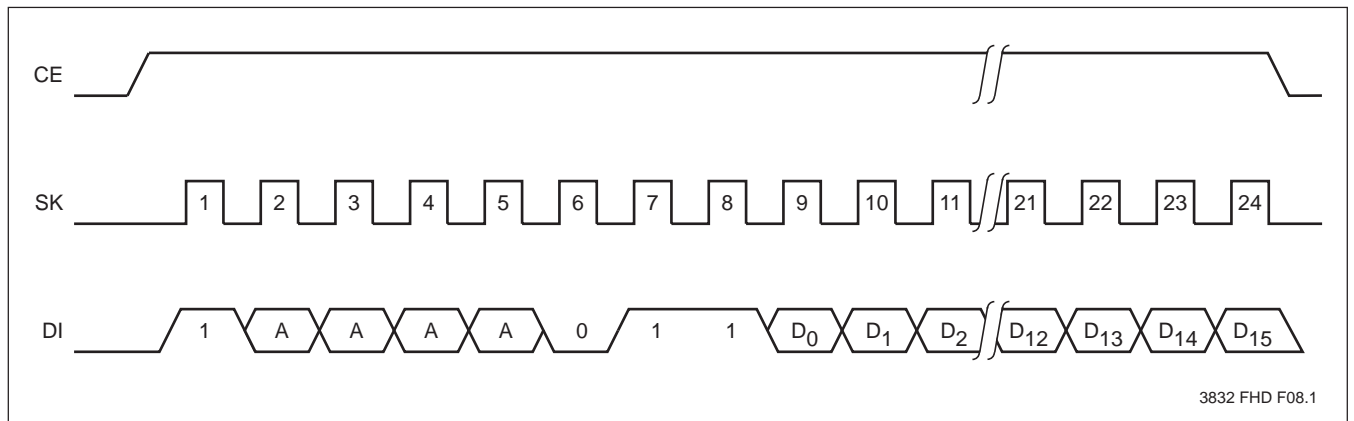 CE
SK 1 2 3 4 5 6 7 8 9 10 11 21 22 23 24
DI 1 A A A A 0 1 1 D0 D1 D2 D12 D13 D14 D15
3832 FHD F08.1